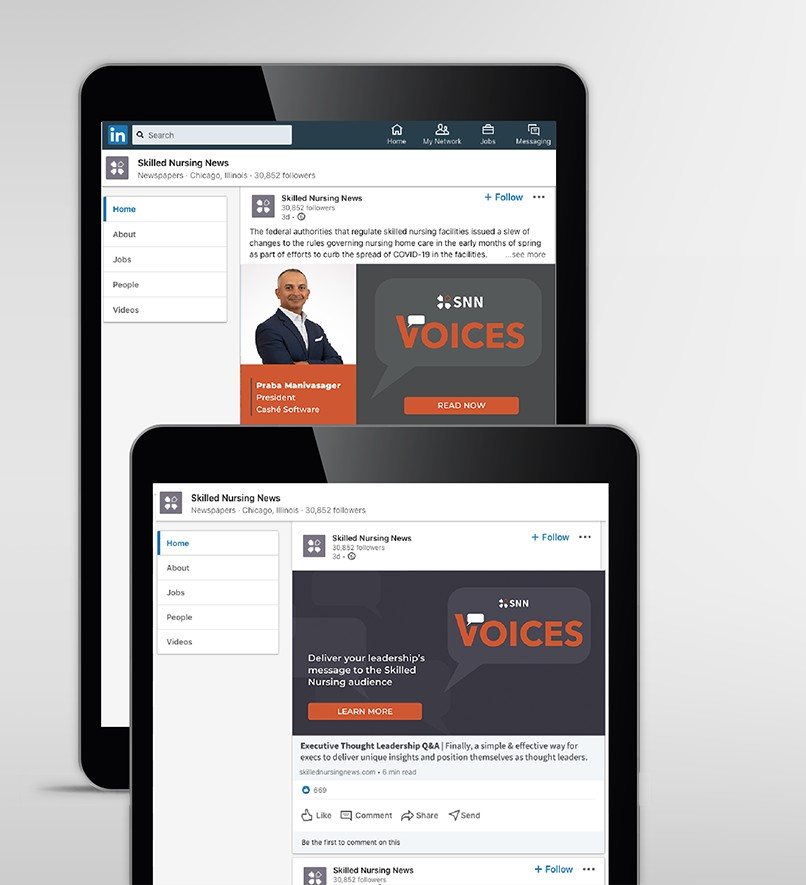 in
Search
Home
My Network
Jobs
Messaging
Skilled Nursing News
Newspapers · Chicago, Illinois · 30,852 followers
Home
About
Jobs
People
Videos
Skilled Nursing News
30,852 followers
3d •
+ Follow
The federal authorities that regulate skilled nursing facilities issued a slew of
changes to the rules governing nursing home care in the early months of spring
as part of efforts to curb the spread of COVID-19 in the facilities. ...see more
SNN
VOICES
Praba Manivasager
President
Cashé Software
READ NOW
Skilled Nursing News
Newspapers · Chicago, Illinois · 30,852 followers
Home
About
Jobs
People
Videos
Skilled Nursing News
30,852 followers
3d •
+ Follow
SNN
VOICES
Deliver your leadership's
message to the Skilled
Nursing audience
LEARN MORE
Executive Thought Leadership Q&A | Finally, a simple & effective way for
execs to deliver unique insights and position themselves as thought leaders.
skillednursingnews.com • 6 min read
669
Like
Comment
Share
Send
Be the first to comment on this
Skilled Nursing News
30,852 followers
+ Follow